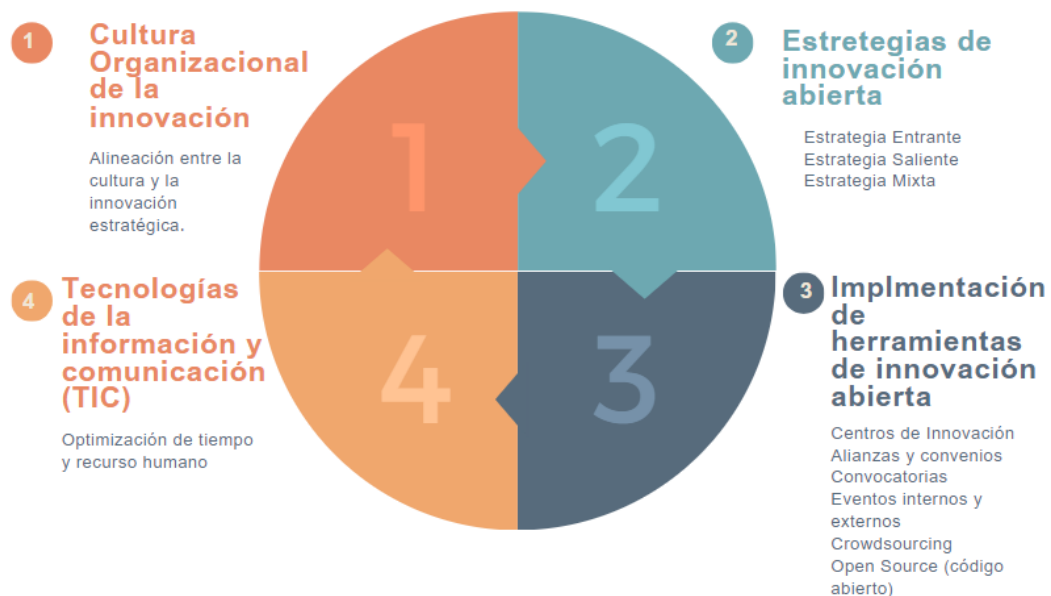 1
Cultura
Organizacional
de la
innovación
Alineación entre la
cultura y la
innovación
estratégica.
2
Estretegias de
innovación
abierta
Estrategia Entrante
Estrategia Saliente
Estrategia Mixta
1
2
4
3
4
Tecnologías
de la
información y
comunicación
(TIC)
Optimización de tiempo
y recurso humano
3
Implmentación
de
herramientas
de innovación
abierta
Centros de Innovación
Alianzas y convenios
Convocatorias
Eventos internos y
externos
Crowdsourcing
Open Source (código
abierto)